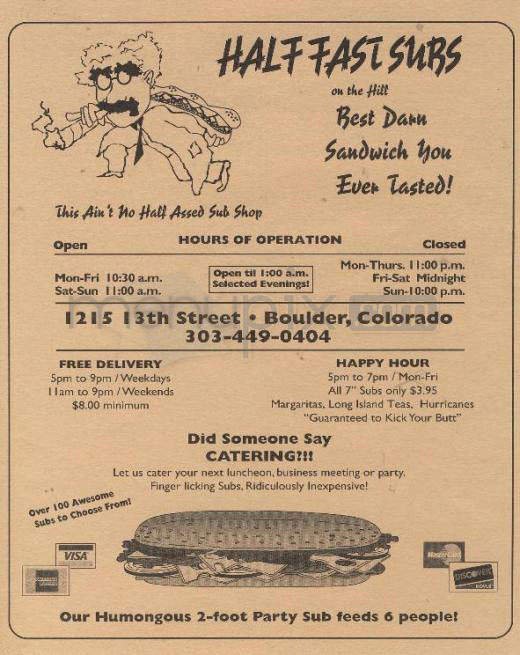 HALF FAST SUBS
on the Hill
Best Darn
Sandwich You
Ever Tasted!
This Ain't No Half Assed Sub Shop
HOURS OF OPERATION
Open
Closed
Mon-Fri 10:30 a.m.
Sat-Sun 11:00 a.m.
Open til 1:00 a.m.
Selected Evenings!
Mon-Thurs. 11:00 p.m.
Fri-Sat Midnight
Sun-10:00 p.m.
1215 13th Street • Boulder, Colorado
303-449-0404
FREE DELIVERY
5pm to 9pm / Weekdays
11am to 9pm / Weekends
$8.00 minimum
HAPPY HOUR
5pm to 7pm / Mon-Fri
All 7" Subs only $3.95
Margaritas, Long Island Teas, Hurricanes
"Guaranteed to Kick Your Butt"
Did Someone Say
CATERING?!!
Let us cater your next luncheon, business meeting or party.
Finger licking Subs, Ridiculously Inexpensive!
Over 100 Awesome
Subs to Choose From!
VISA
MasterCard
DISCOVER
Our Humongous 2-foot Party Sub feeds 6 people!